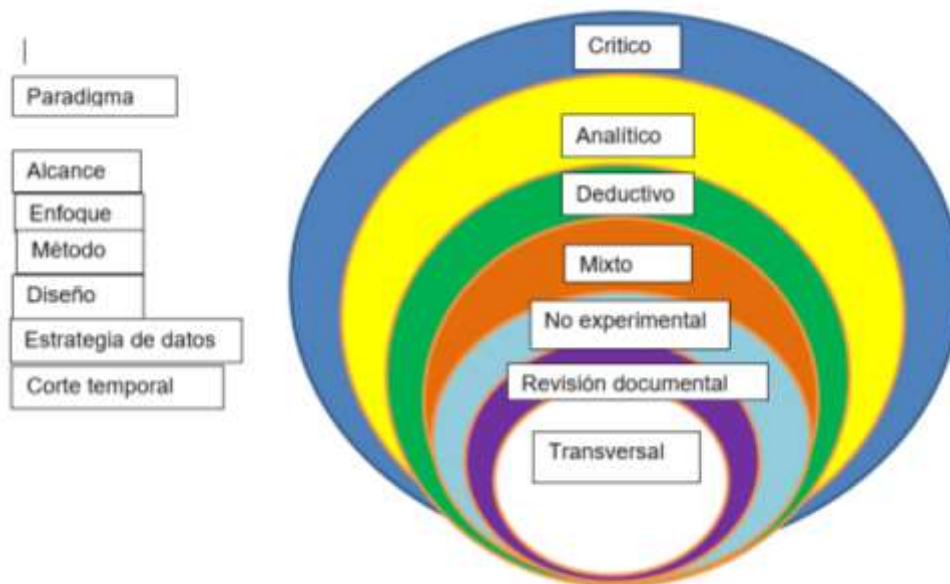 Paradigma
Alcance
Enfoque
Método
Diseño
Estrategia de datos
Corte temporal
Critico
Analítico
Deductivo
Mixto
No experimental
Revisión documental
Transversal